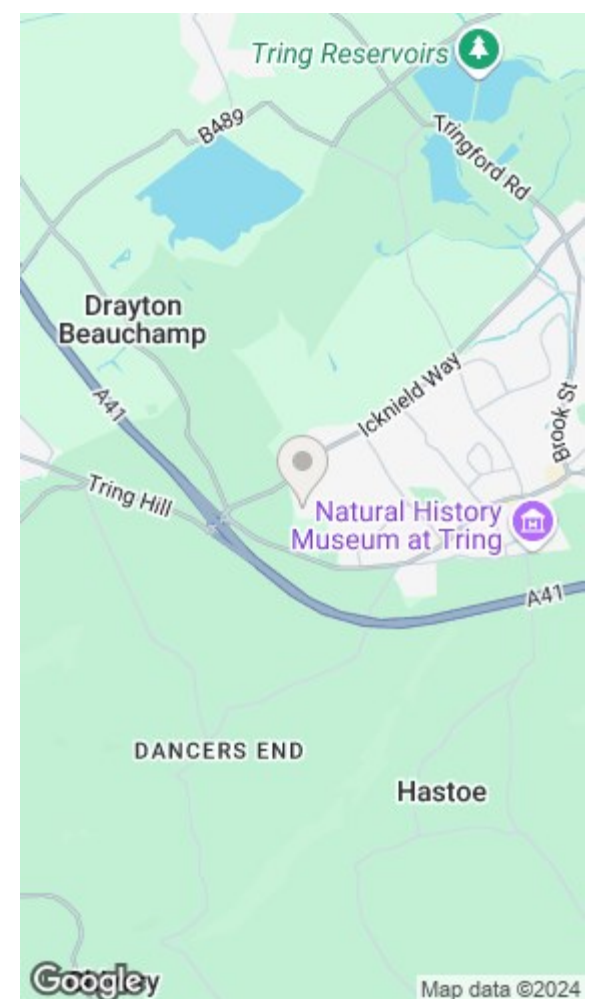 Tring Reservoirs
B489
Tringford Rd
Drayton
Beauchamp
Icknield Way
A41
Brook St
Tring Hill
Natural History
Museum at Tring
A41
DANCERS END
Hastoe
Google
Map data ©2024